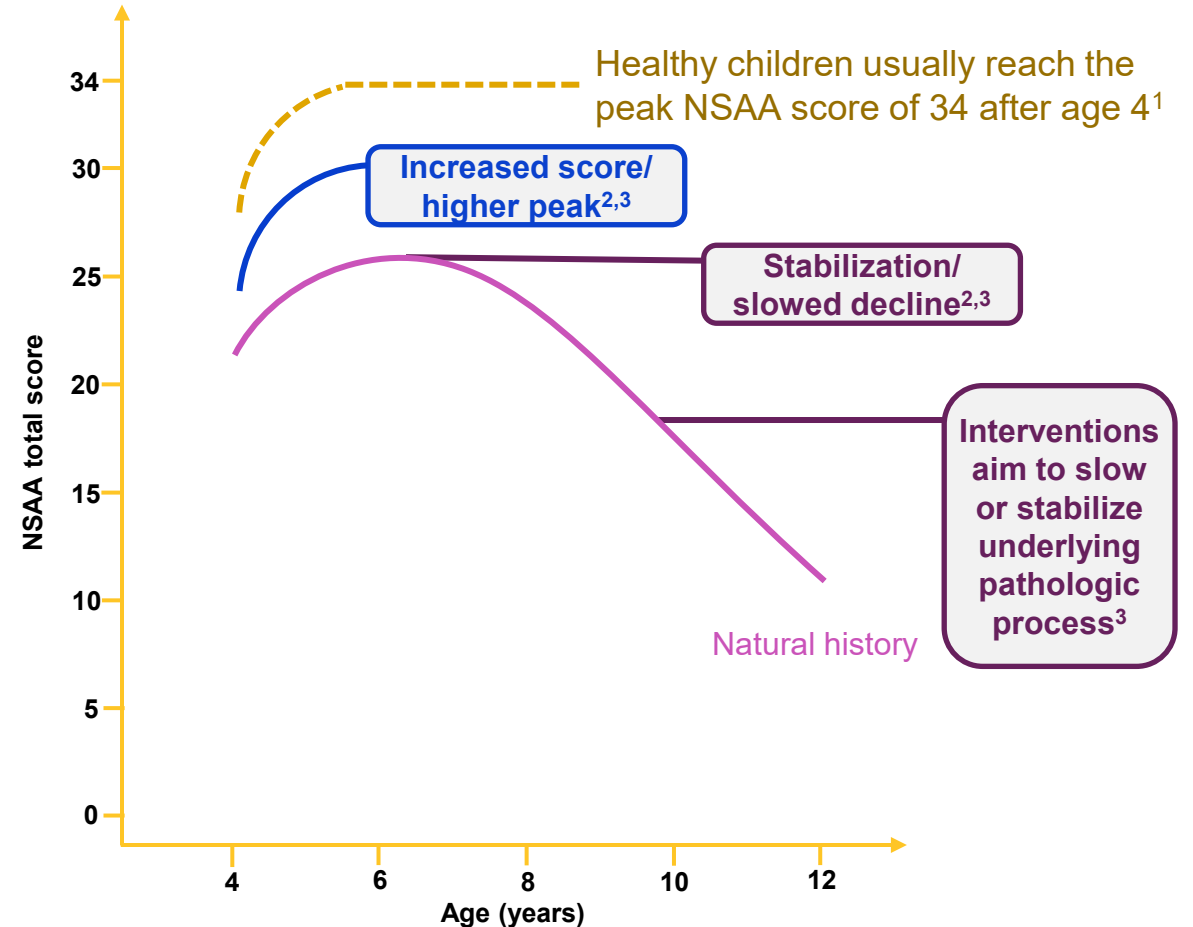 Healthy children usually reach the
peak NSAA score of 34 after age 4¹
Increased score/
higher peak²,³
Stabilization/
slowed decline²,³
Interventions
aim to slow
or stabilize
underlying
pathologic
process³
Natural history
NSAA total score
34
30
25
20
15
10
5
0
4 6 8 10 12
Age (years)